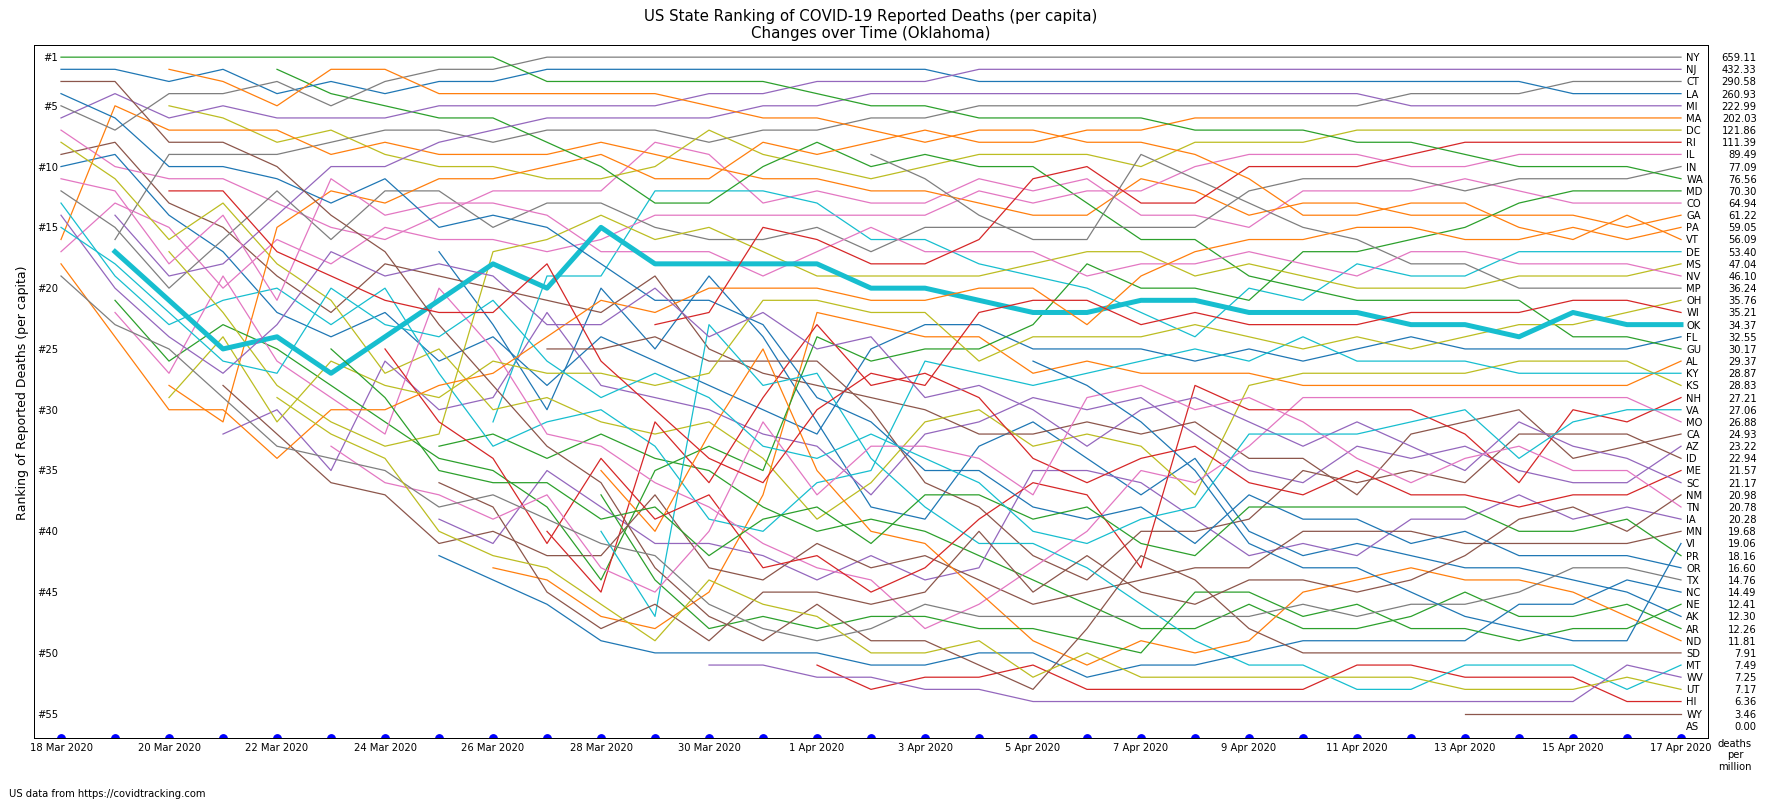 US State Ranking of COVID-19 Reported Deaths (per capita)
Changes over Time (Oklahoma)
Ranking of Reported Deaths (per capita)
#1
#5
#10
#15
#20
#25
#30
#35
#40
#45
#50
#55
NY 659.11
NJ 432.33
CT 290.58
LA 260.93
MI 222.99
MA 202.03
DC 121.86
RI 111.39
IL 89.49
IN 77.09
WA 76.56
MD 70.30
CO 64.94
GA 61.22
PA 59.05
VT 56.09
DE 53.40
MS 47.04
NV 46.10
MP 36.24
OH 35.76
WI 35.21
OK 34.37
FL 32.55
GU 30.17
AL 29.37
KY 28.87
KS 28.83
NH 27.21
VA 27.06
MO 26.88
CA 24.93
AZ 23.22
ID 22.94
ME 21.57
SC 21.17
NM 20.98
TN 20.78
IA 20.28
MN 19.68
VI 19.06
PR 18.16
OR 16.60
TX 14.76
NC 14.49
NE 12.41
AK 12.30
AR 12.26
ND 11.81
SD 7.91
MT 7.49
WV 7.25
UT 7.17
HI 6.36
WY 3.46
AS 0.00
18 Mar 2020 20 Mar 2020 22 Mar 2020 24 Mar 2020 26 Mar 2020 28 Mar 2020 30 Mar 2020 1 Apr 2020 3 Apr 2020 5 Apr 2020 7 Apr 2020 9 Apr 2020 11 Apr 2020 13 Apr 2020 15 Apr 2020 17 Apr 2020
deaths
per
million
US data from https://covidtracking.com